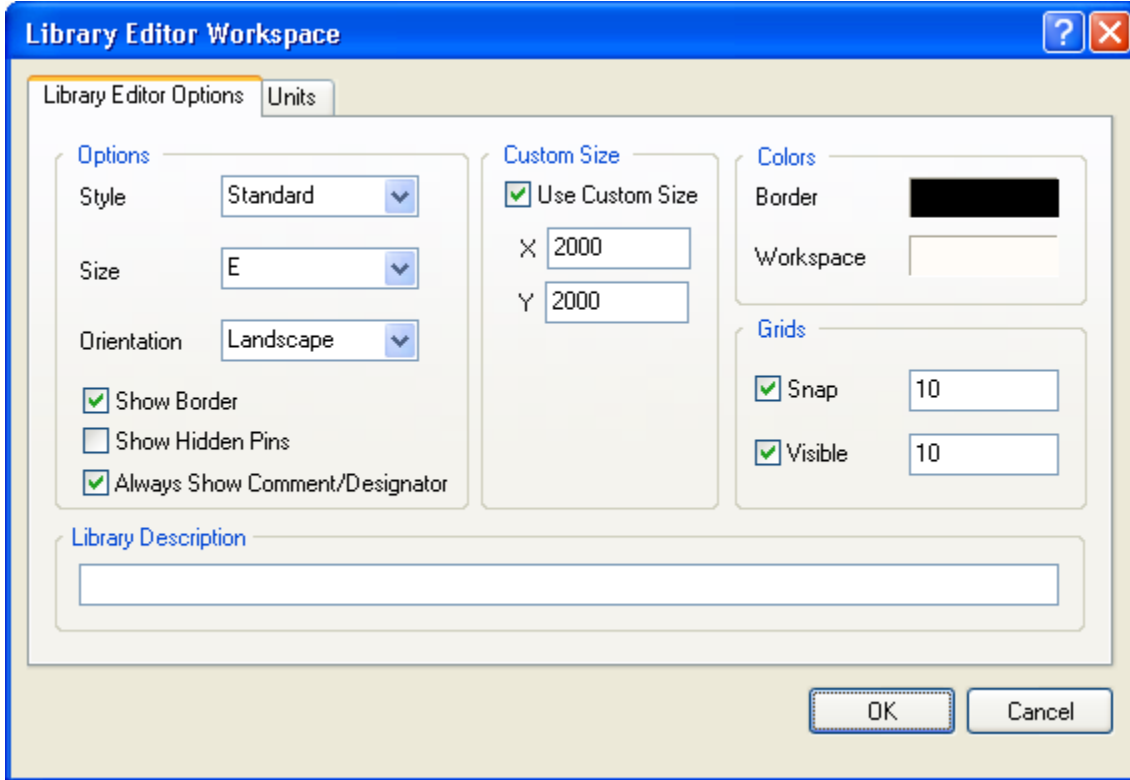 Library Editor Workspace
Library Editor Options
Units
Options
Style
Standard
Size
E
Orientation
Landscape
Show Border
Show Hidden Pins
Always Show Comment/Designator
Custom Size
Use Custom Size
X 2000
Y 2000
Colors
Border
Workspace
Grids
Snap 10
Visible 10
Library Description
OK
Cancel